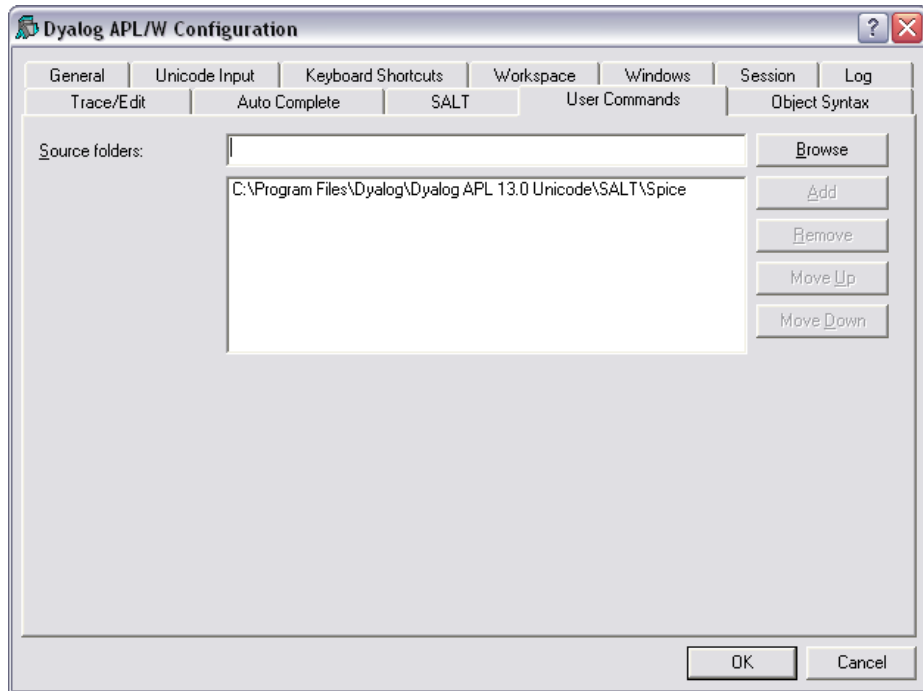 Dyalog APL/W Configuration
General Unicode Input Keyboard Shortcuts Workspace Windows Session Log
Trace/Edit Auto Complete SALT User Commands Object Syntax
Source folders: Browse
C:\Program Files\Dyalog\Dyalog APL 13.0 Unicode\SALT\Spice Add
Remove
Move Up
Move Down
OK Cancel